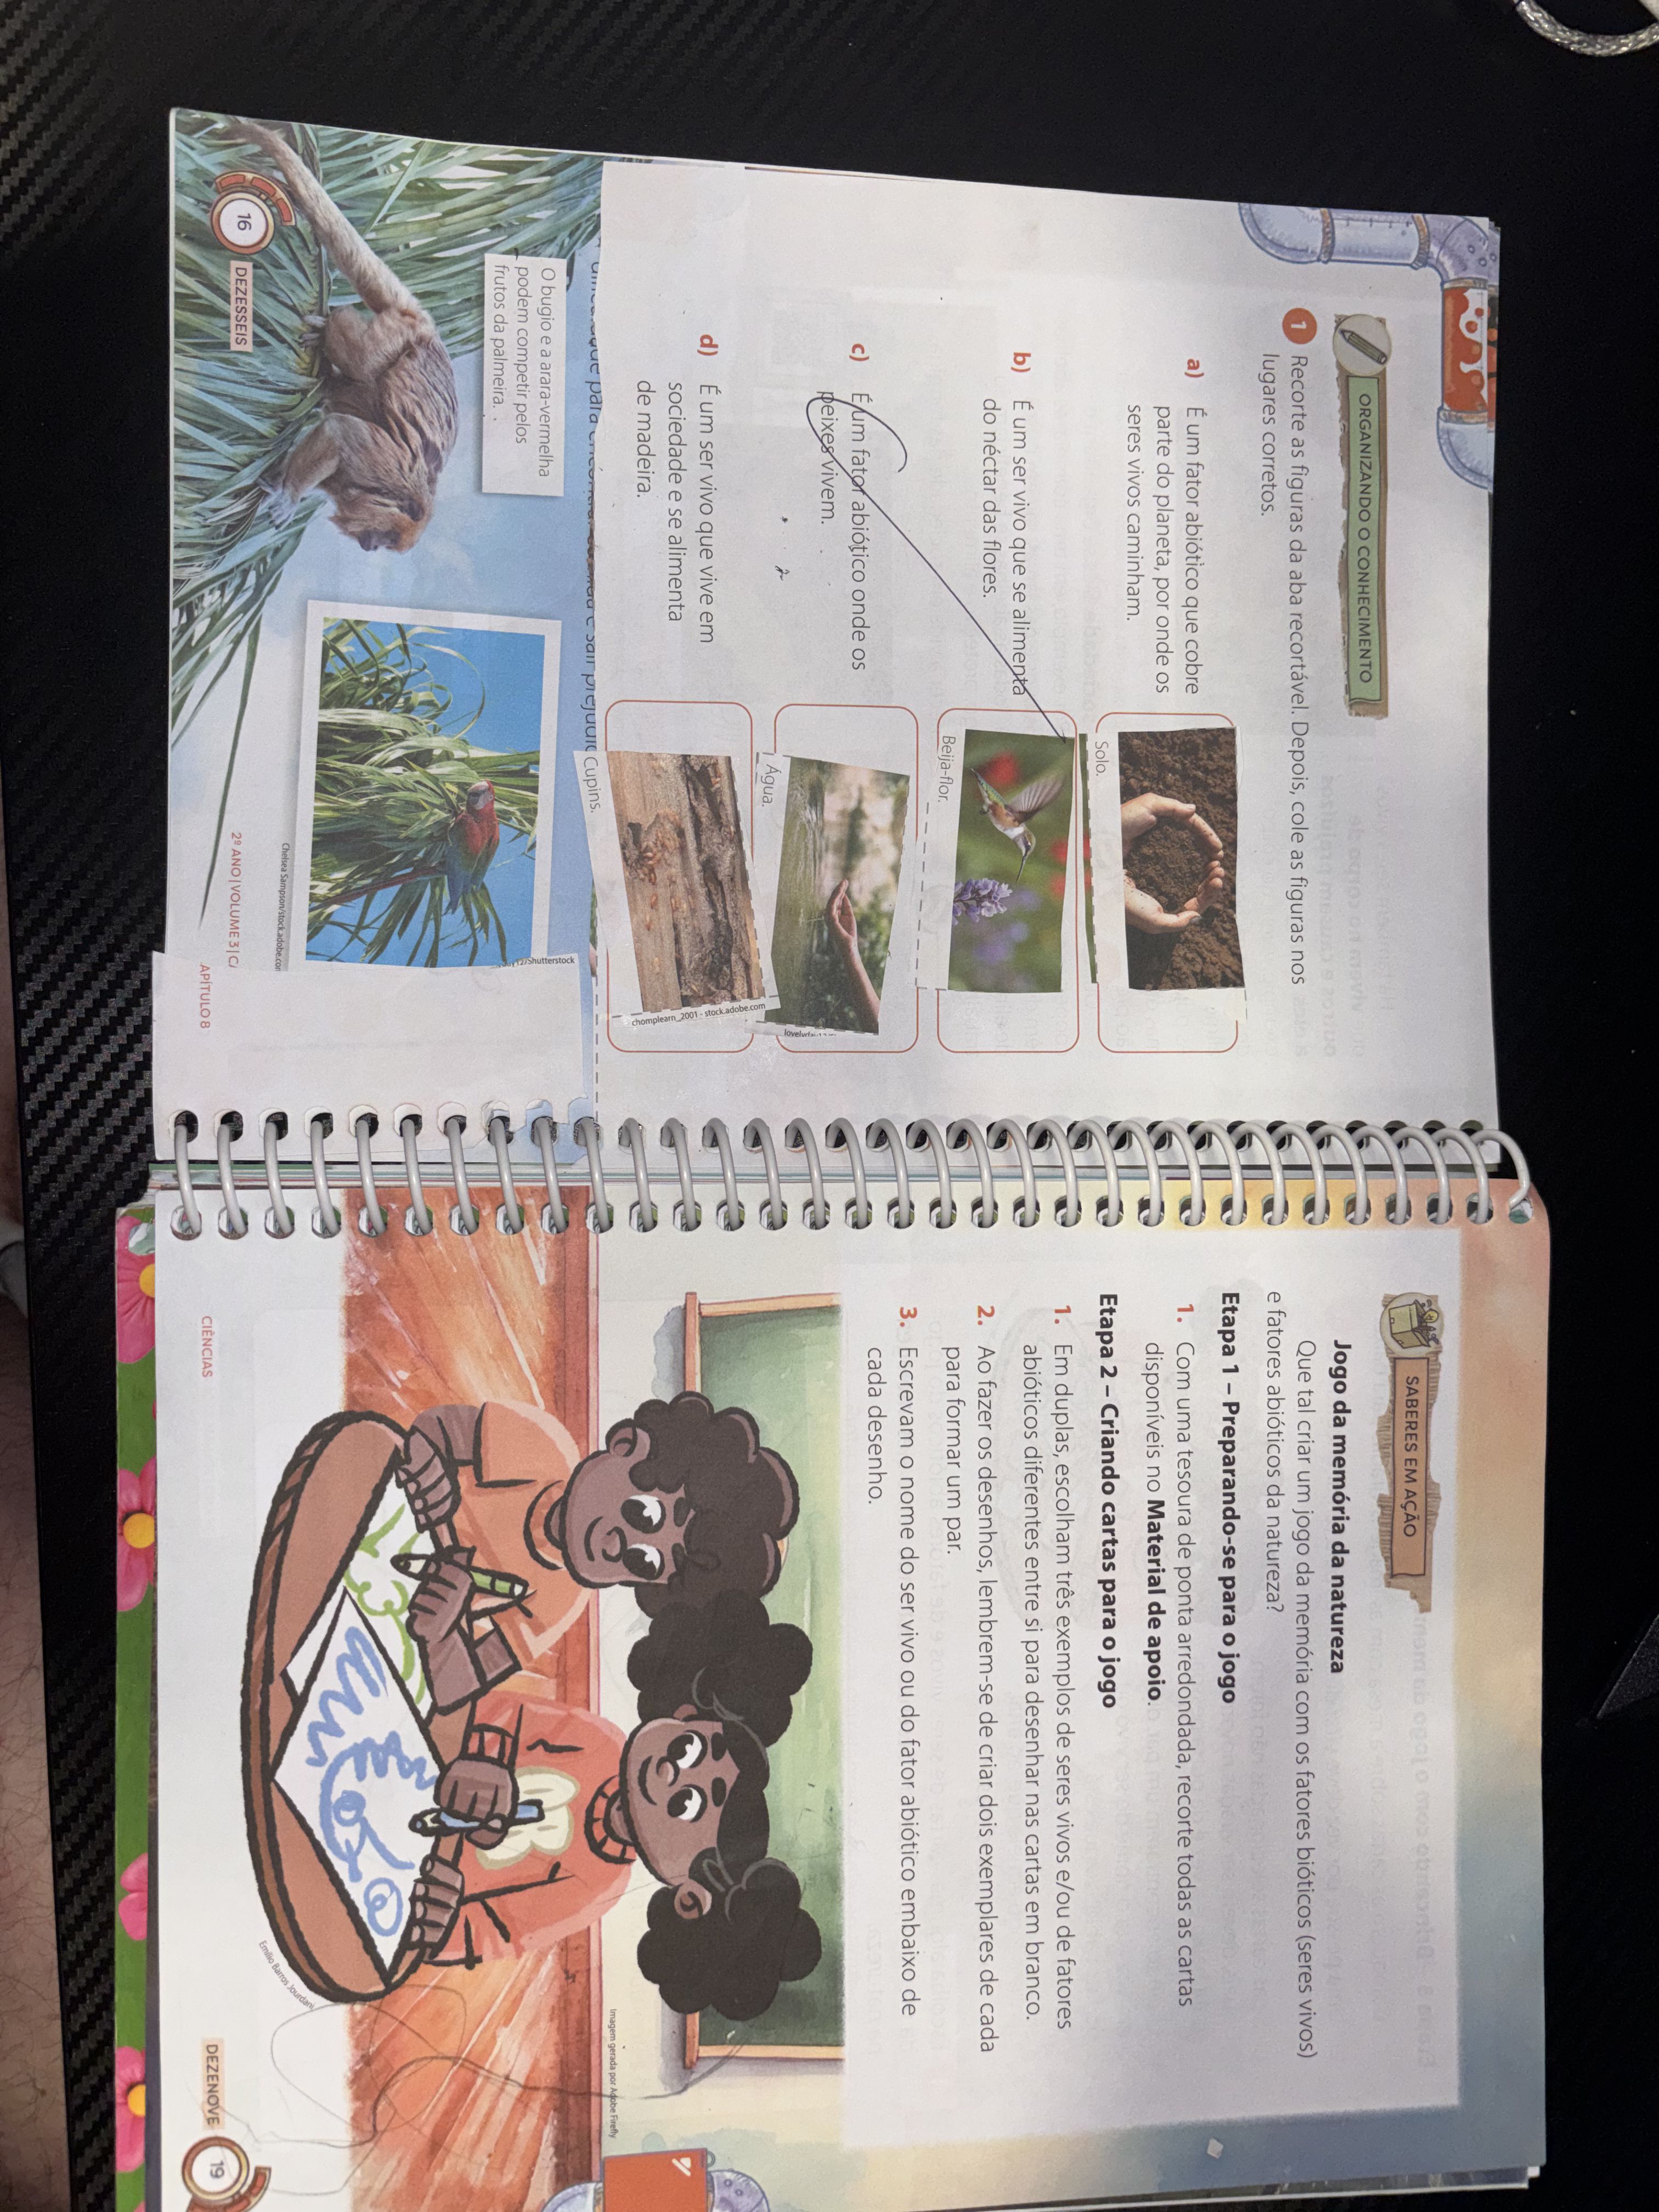 ORGANIZANDO O CONHECIMENTO
1 Recorte as figuras da aba recortável. Depois, cole as figuras nos
lugares corretos.
a) É um fator abiótico que cobre
parte do planeta, por onde os
seres vivos caminham.
Solo.
b) É um ser vivo que se alimenta
do néctar das flores.
Beija-flor.
c) É um fator abiótico onde os
peixes vivem.
Água.
d) É um ser vivo que vive em
sociedade e se alimenta
de madeira.
chomplearn_2001 - stock.adobe.com
Cupins.
/Shutterstock
O bugio e a arara-vermelha
podem competir pelos
frutos da palmeira.
Chelsea Sampson/stock.adobe.com
16 DEZESSEIS
2º ANO | VOLUME 3 | C
APÍTULO 8
SABERES EM AÇÃO
Jogo da memória da natureza
Que tal criar um jogo da memória com os fatores bióticos (seres vivos)
e fatores abióticos da natureza?
Etapa 1 – Preparando-se para o jogo
1. Com uma tesoura de ponta arredondada, recorte todas as cartas
disponíveis no Material de apoio.
Etapa 2 – Criando cartas para o jogo
1. Em duplas, escolham três exemplos de seres vivos e/ou de fatores
abióticos diferentes entre si para desenhar nas cartas em branco.
2. Ao fazer os desenhos, lembrem-se de criar dois exemplares de cada
para formar um par.
3. Escrevam o nome do ser vivo ou do fator abiótico embaixo de
cada desenho.
Imagem gerada por Adobe Firefly
Emilio Barros Jourdani
CIÊNCIAS
DEZENOVE 19